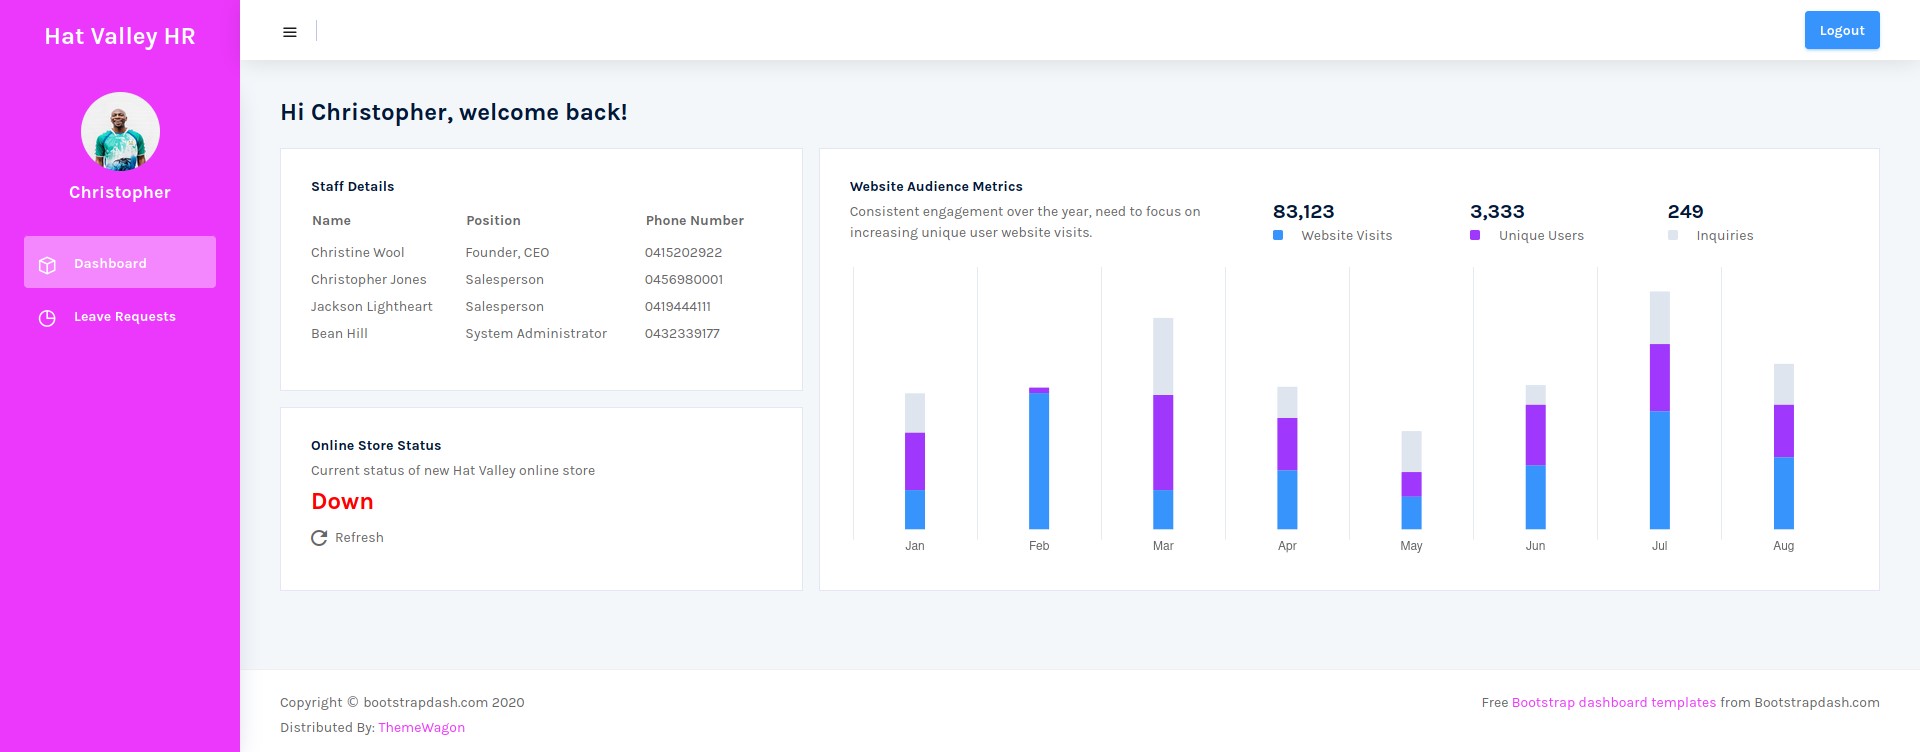 Hat Valley HR
Christopher
Dashboard
Leave Requests
Logout
Hi Christopher, welcome back!
Staff Details
Name Position Phone Number
Christine Wool Founder, CEO 0415202922
Christopher Jones Salesperson 0456980001
Jackson Lightheart Salesperson 0419444111
Bean Hill System Administrator 0432339177
Online Store Status
Current status of new Hat Valley online store
Down
Refresh
Website Audience Metrics
Consistent engagement over the year, need to focus on
increasing unique user website visits.
83,123 3,333 249
Website Visits Unique Users Inquiries
Jan Feb Mar Apr May Jun Jul Aug
Copyright © bootstrapdash.com 2020
Distributed By: ThemeWagon
Free Bootstrap dashboard templates from Bootstrapdash.com